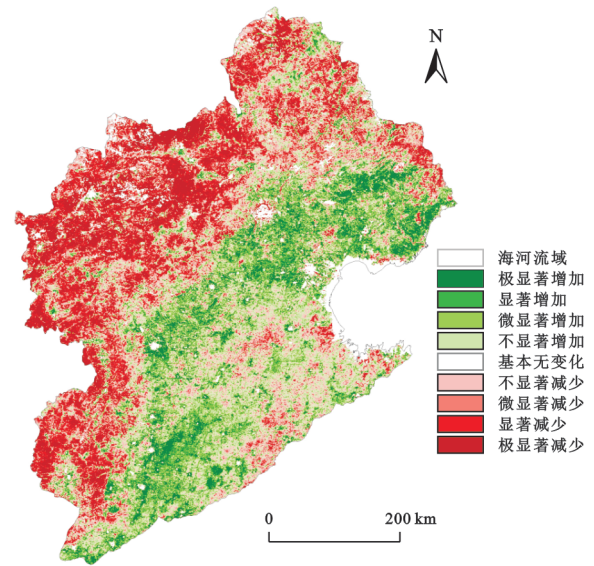 N
海河流域
极显著增加
显著增加
微显著增加
不显著增加
基本无变化
不显著减少
微显著减少
显著减少
极显著减少
0 200 km